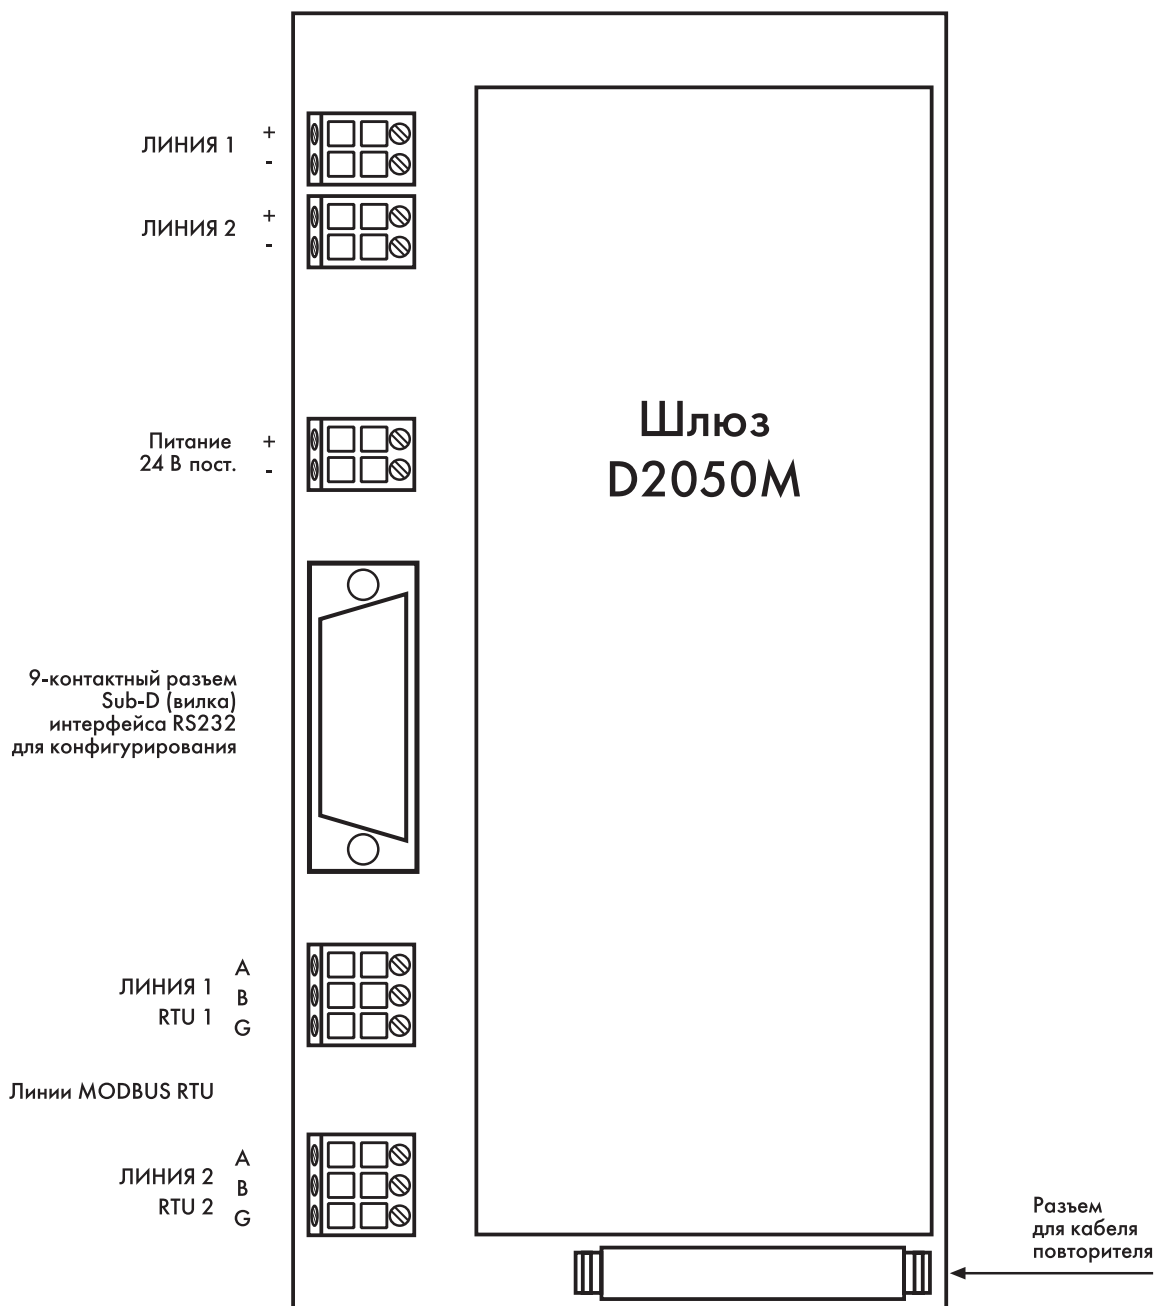 ЛИНИЯ 1
+
-
ЛИНИЯ 2
+
-
Питание
24 В пост.
+
-
Шлюз
D2050M
9-контактный разъем
Sub-D (вилка)
интерфейса RS232
для конфигурирования
ЛИНИЯ 1
RTU 1
A
B
G
Линии MODBUS RTU
ЛИНИЯ 2
RTU 2
A
B
G
Разъем
для кабеля
повторителя